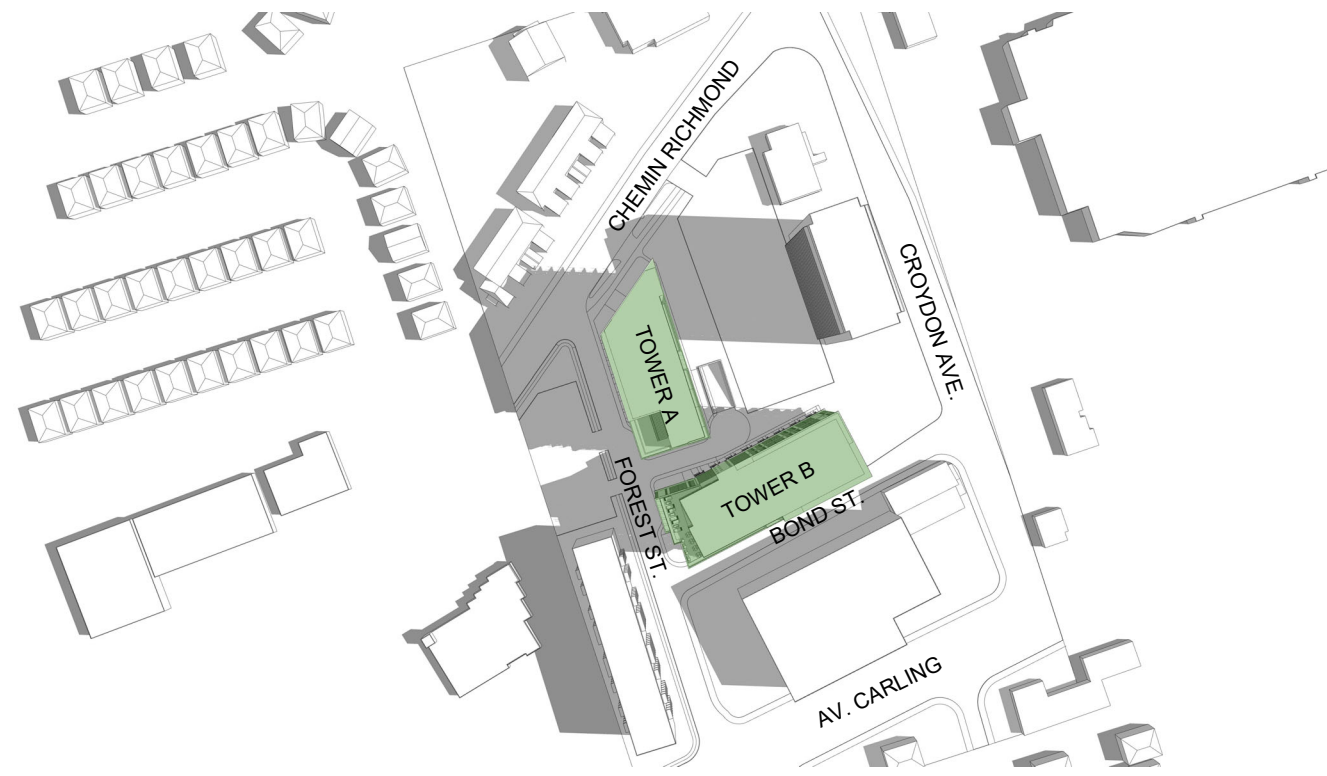 CHEMIN RICHMOND
CROYDON AVE.
TOWER A
TOWER B
FOREST ST.
BOND ST.
AV. CARLING